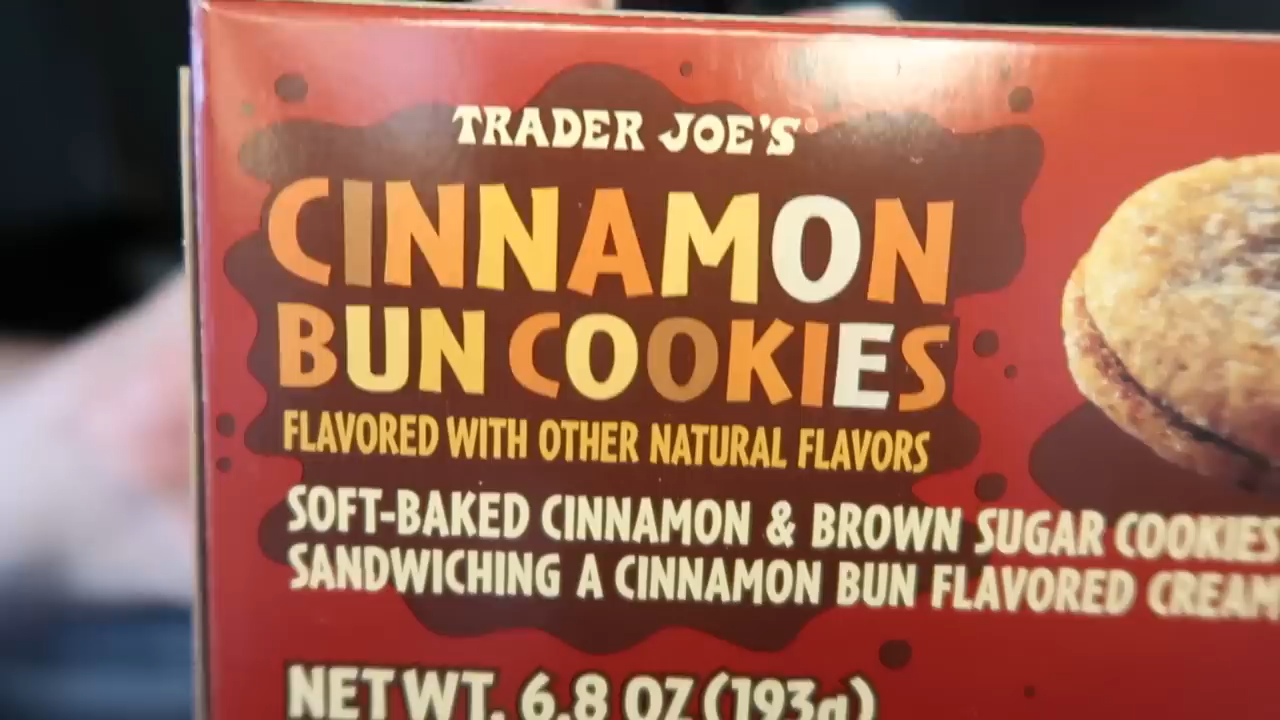 TRADER JOE'S
CINNAMON
BUN COOKIES
FLAVORED WITH OTHER NATURAL FLAVORS
SOFT-BAKED CINNAMON & BROWN SUGAR COOKIES
SANDWICHING A CINNAMON BUN FLAVORED CREAM
NET WT. 6.8 OZ (193g)